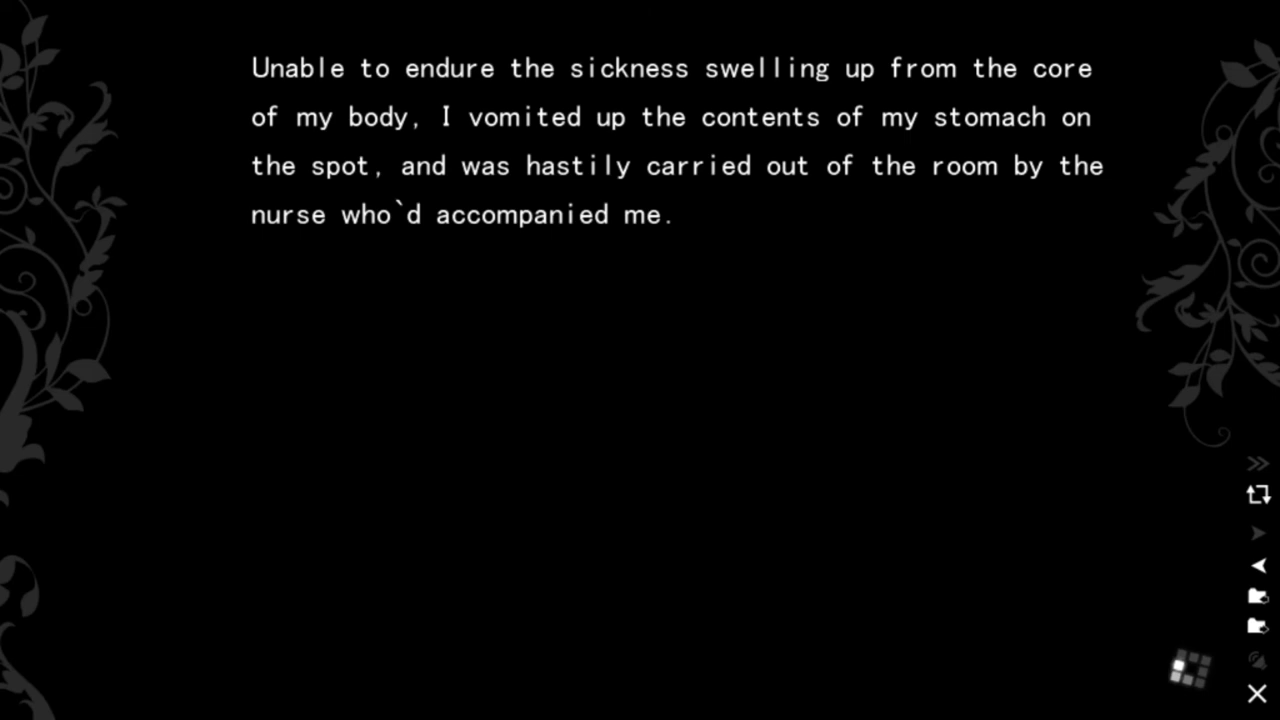 Unable to endure the sickness swelling up from the core
of my body, I vomited up the contents of my stomach on
the spot, and was hastily carried out of the room by the
nurse who`d accompanied me.